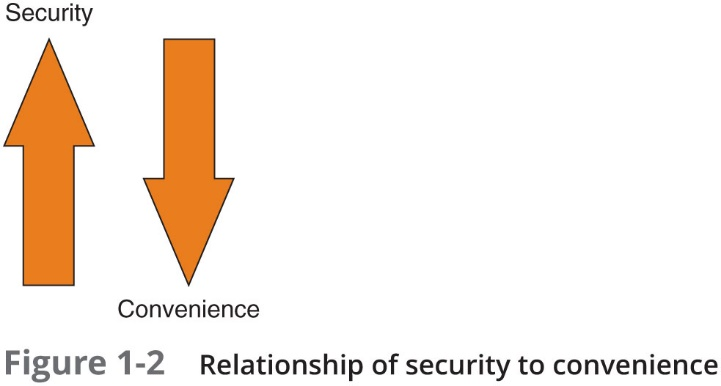 Security
Convenience
Figure 1-2 Relationship of security to convenience